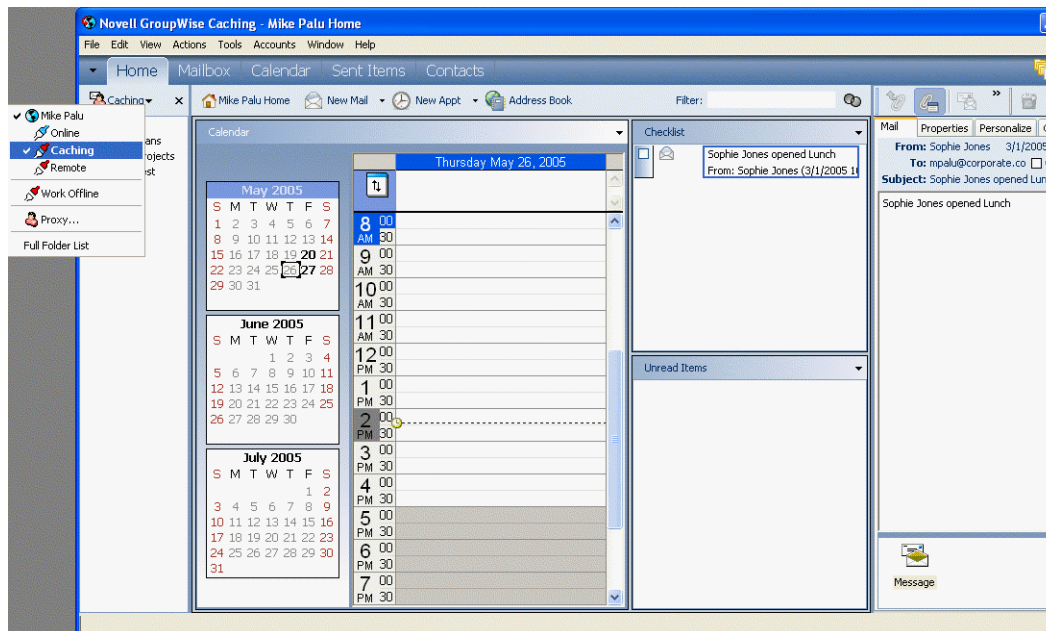 Novell GroupWise Caching - Mike Palu Home
File Edit View Actions Tools Accounts Window Help
Home Mailbox Calendar Sent Items Contacts
Caching
Mike Palu Home New Mail New Appt Address Book Filter: »
Mike Palu
Online
Caching
Remote
Work Offline
Proxy...
Full Folder List
ans
ojects
st
Calendar
May 2005
S M T W T F S
1 2 3 4 5 6 7
8 9 10 11 12 13 14
15 16 17 18 19 20 21
22 23 24 25 26 27 28
29 30 31
June 2005
S M T W T F S
1 2 3 4
5 6 7 8 9 10 11
12 13 14 15 16 17 18
19 20 21 22 23 24 25
26 27 28 29 30
July 2005
S M T W T F S
1 2
3 4 5 6 7 8 9
10 11 12 13 14 15 16
17 18 19 20 21 22 23
24 25 26 27 28 29 30
31
Thursday May 26, 2005
8 00
AM 30
9 00
AM 30
10 00
AM 30
11 00
AM 30
12 00
PM 30
1 00
PM 30
2 00
PM 30
3 00
PM 30
4 00
PM 30
5 00
PM 30
6 00
PM 30
7 00
PM 30
Checklist
Sophie Jones opened Lunch
From: Sophie Jones (3/1/2005 1
Unread Items
Mail Properties Personalize
From: Sophie Jones 3/1/2005
To: mpalu@corporate.co
Subject: Sophie Jones opened Lun
Sophie Jones opened Lunch
Message